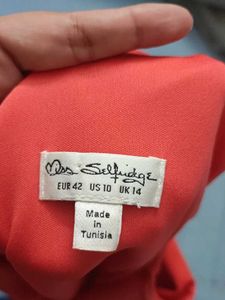 Miss Selfridge
EUR 42 US 10 UK 14
Made
in
Tunisia